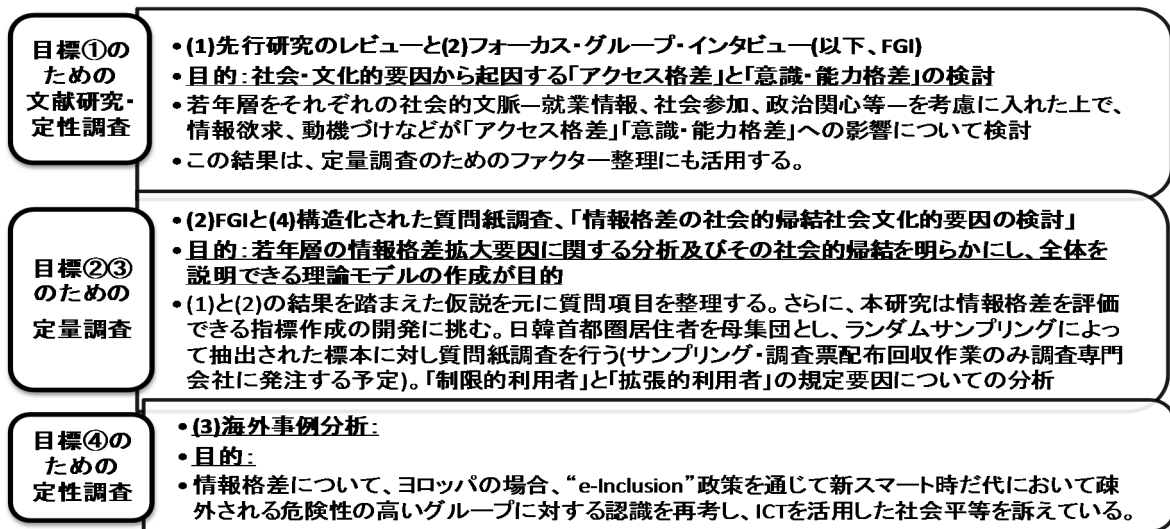 目標①の
ための
文献研究・
定性調査
•(1)先行研究のレビューと(2)フォーカス・グループ・インタビュー(以下、FGI)
•目的:社会・文化的要因から起因する「アクセス格差」と「意識・能力格差」の検討
•若年層をそれぞれの社会的文脈―就業情報、社会参加、政治関心等―を考慮に入れた上で、
情報欲求、動機づけなどが「アクセス格差」「意識・能力格差」への影響について検討
•この結果は、定量調査のためのファクター整理にも活用する。
目標②③
のための
定量調査
•(2)FGIと(4)構造化された質問紙調査、「情報格差の社会的帰結社会文化的要因の検討」
•目的:若年層の情報格差拡大要因に関する分析及びその社会的帰結を明らかにし、全体を
説明できる理論モデルの作成が目的
•(1)と(2)の結果を踏まえた仮説を元に質問項目を整理する。さらに、本研究は情報格差を評価
できる指標作成の開発に挑む。日韓首都圏居住者を母集団とし、ランダムサンプリングによっ
て抽出された標本に対し質問紙調査を行う(サンプリング・調査票配布回収作業のみ調査専門
会社に発注する予定)。「制限的利用者」と「拡張的利用者」の規定要因についての分析
目標④の
ための
定性調査
•(3)海外事例分析:
•目的:
•情報格差について、ヨロッパの場合、“e-Inclusion”政策を通じて新スマート時だ代において疎
外される危険性の高いグループに対する認識を再考し、ICTを活用した社会平等を訴えている。